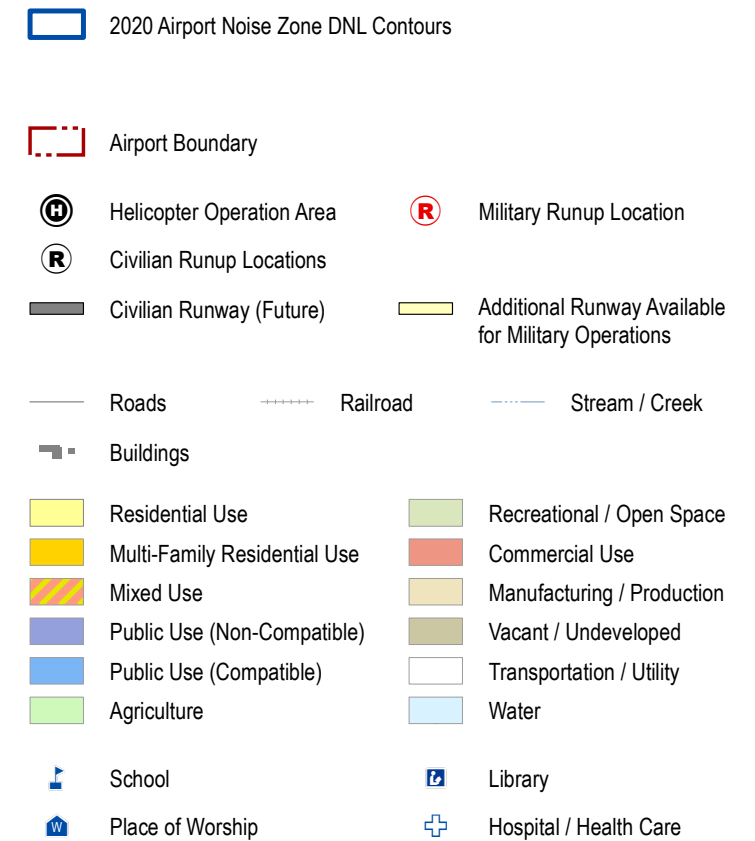 2020 Airport Noise Zone DNL Contours
Airport Boundary
H Helicopter Operation Area
R Military Runup Location
R Civilian Runup Locations
Civilian Runway (Future)
Additional Runway Available
for Military Operations
Roads
Railroad
Stream / Creek
Buildings
Residential Use
Recreational / Open Space
Multi-Family Residential Use
Commercial Use
Mixed Use
Manufacturing / Production
Public Use (Non-Compatible)
Vacant / Undeveloped
Public Use (Compatible)
Transportation / Utility
Agriculture
Water
School
Library
W Place of Worship
Hospital / Health Care